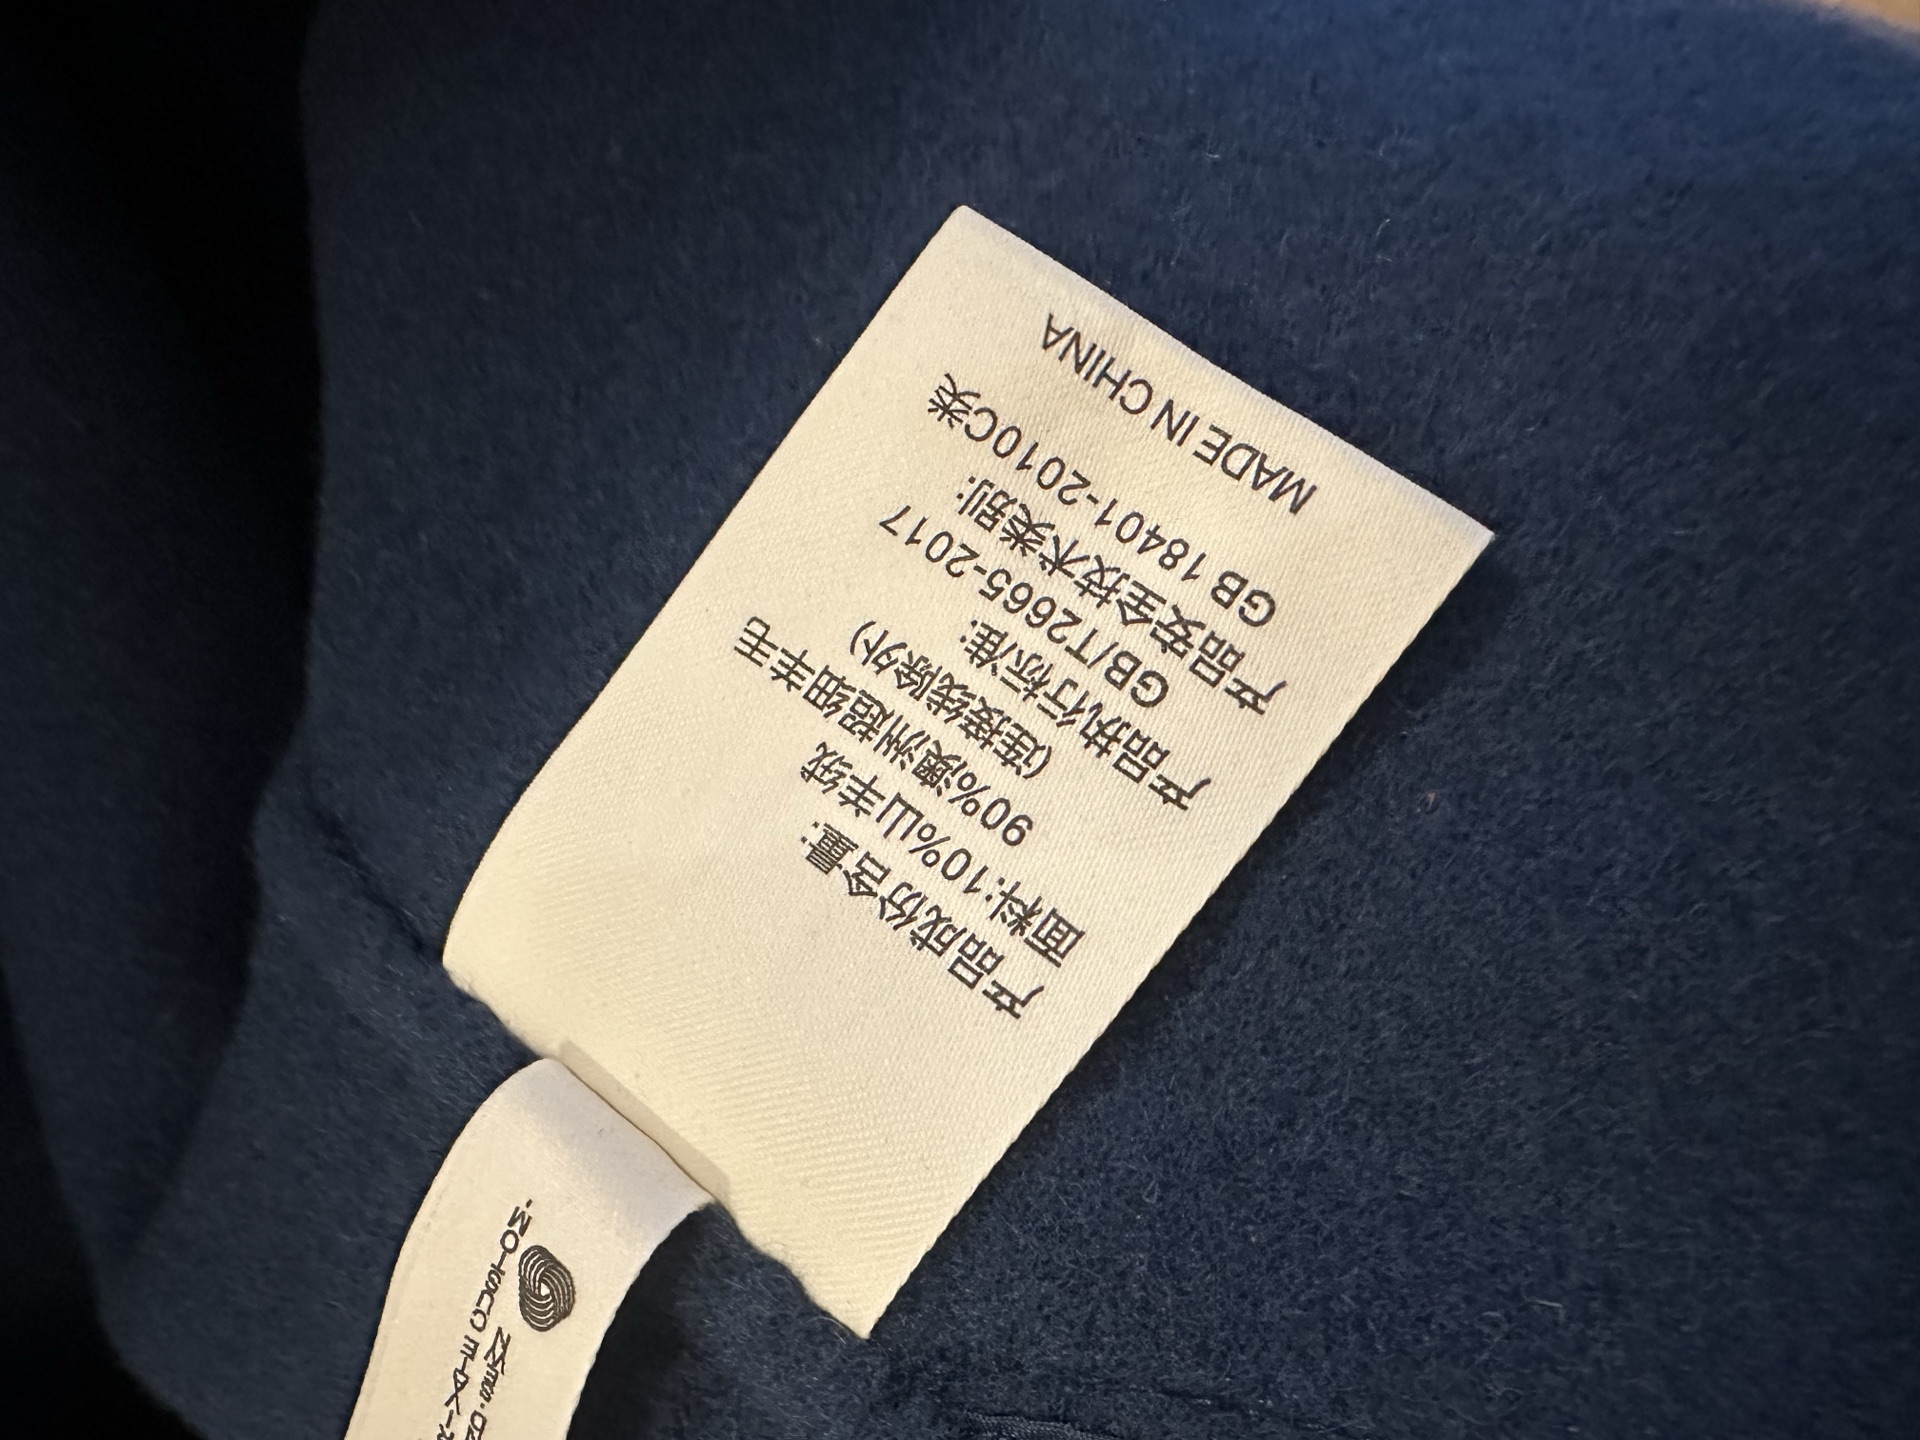 产品成份含量:
面料:10%山羊绒
90%澳洲超细羊毛
(连接线除外)
产品执行标准:
GB/T2665-2017
产品安全技术类别:
GB 18401-2010C类
MADE IN CHINA